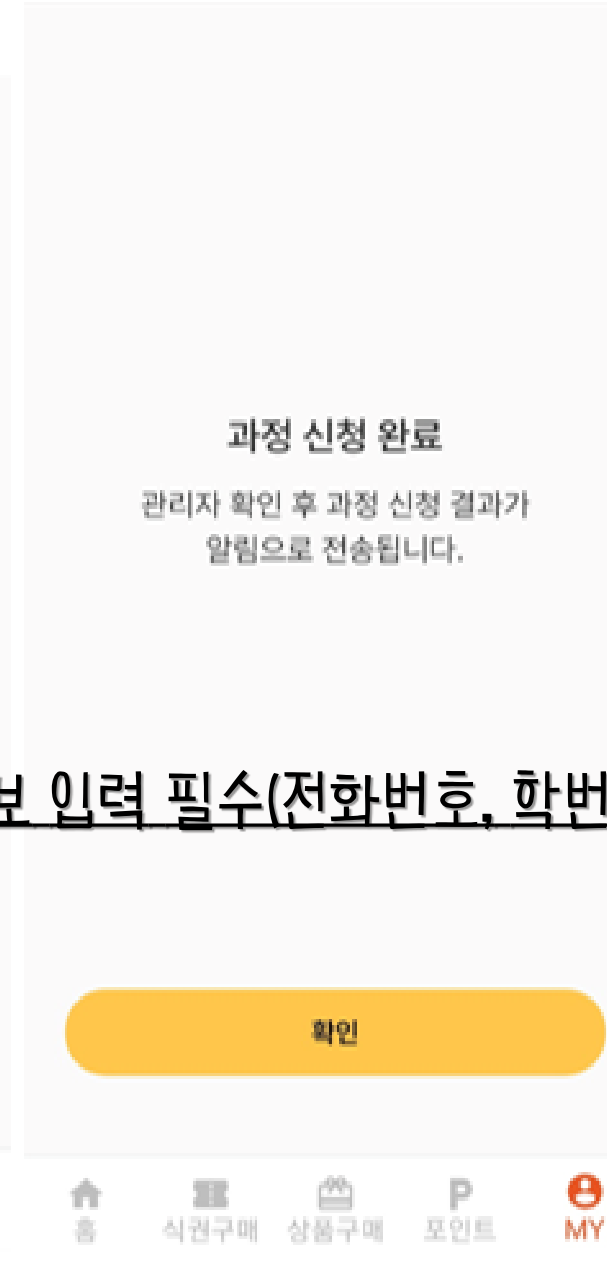 과정 신청 완료
관리자 확인 후 과정 신청 결과가
알림으로 전송됩니다.
보 입력 필수(전화번호, 학번
확인
홈 식권구매 상품구매 포인트 MY